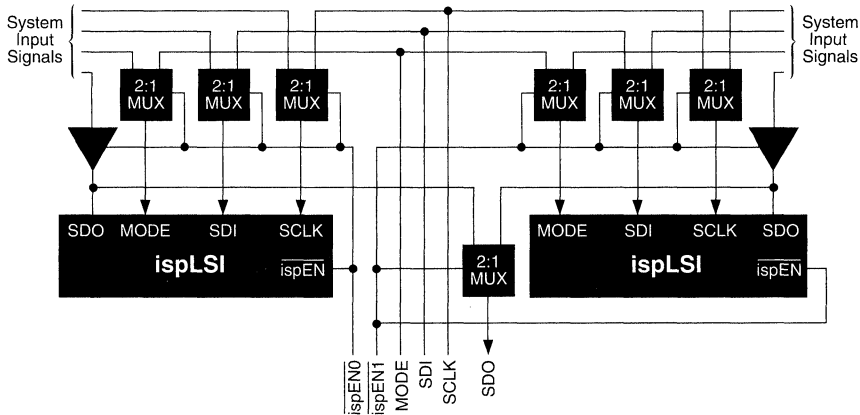 System
Input
Signals
System
Input
Signals
2:1
MUX
2:1
MUX
2:1
MUX
2:1
MUX
2:1
MUX
2:1
MUX
SDO MODE SDI SCLK
ispLSI ispEN
2:1
MUX
MODE SDI SCLK SDO
ispLSI ispEN
ispEN0
ispEN1
MODE
SDI
SCLK
SDO